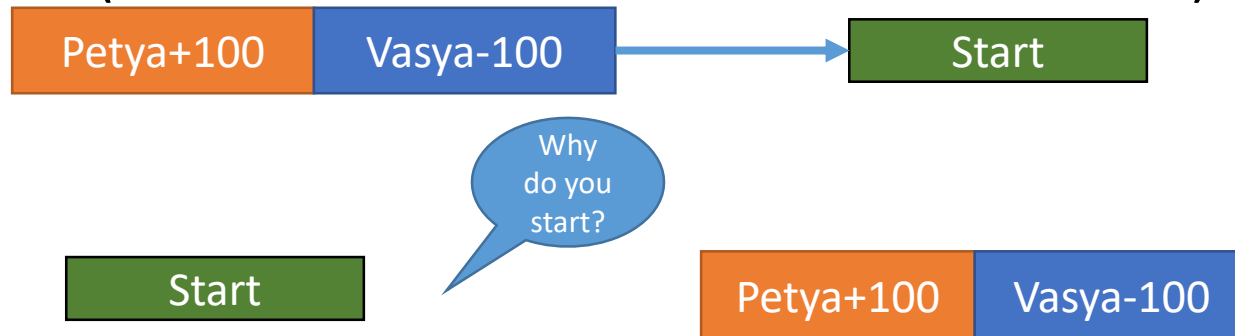 Petya+100 Vasya-100 Start
Why
do you
start?
Start
Petya+100 Vasya-100